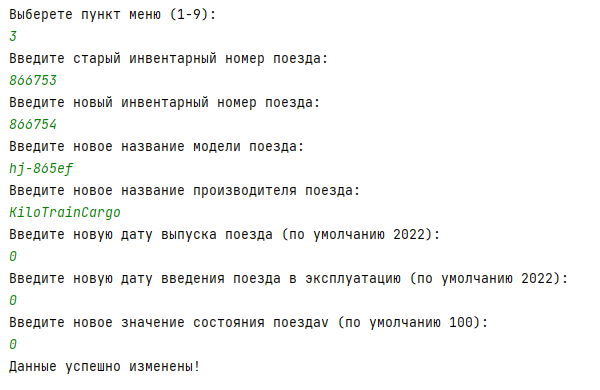 Выберете пункт меню (1-9):
3
Введите старый инвентарный номер поезда:
866753
Введите новый инвентарный номер поезда:
866754
Введите новое название модели поезда:
hj-865ef
Введите новое название производителя поезда:
KiloTrainCargo
Введите новую дату выпуска поезда (по умолчанию 2022):
0
Введите новую дату введения поезда в эксплуатацию (по умолчанию 2022):
0
Введите новое значение состояния поездаv (по умолчанию 100):
0
Данные успешно изменены!